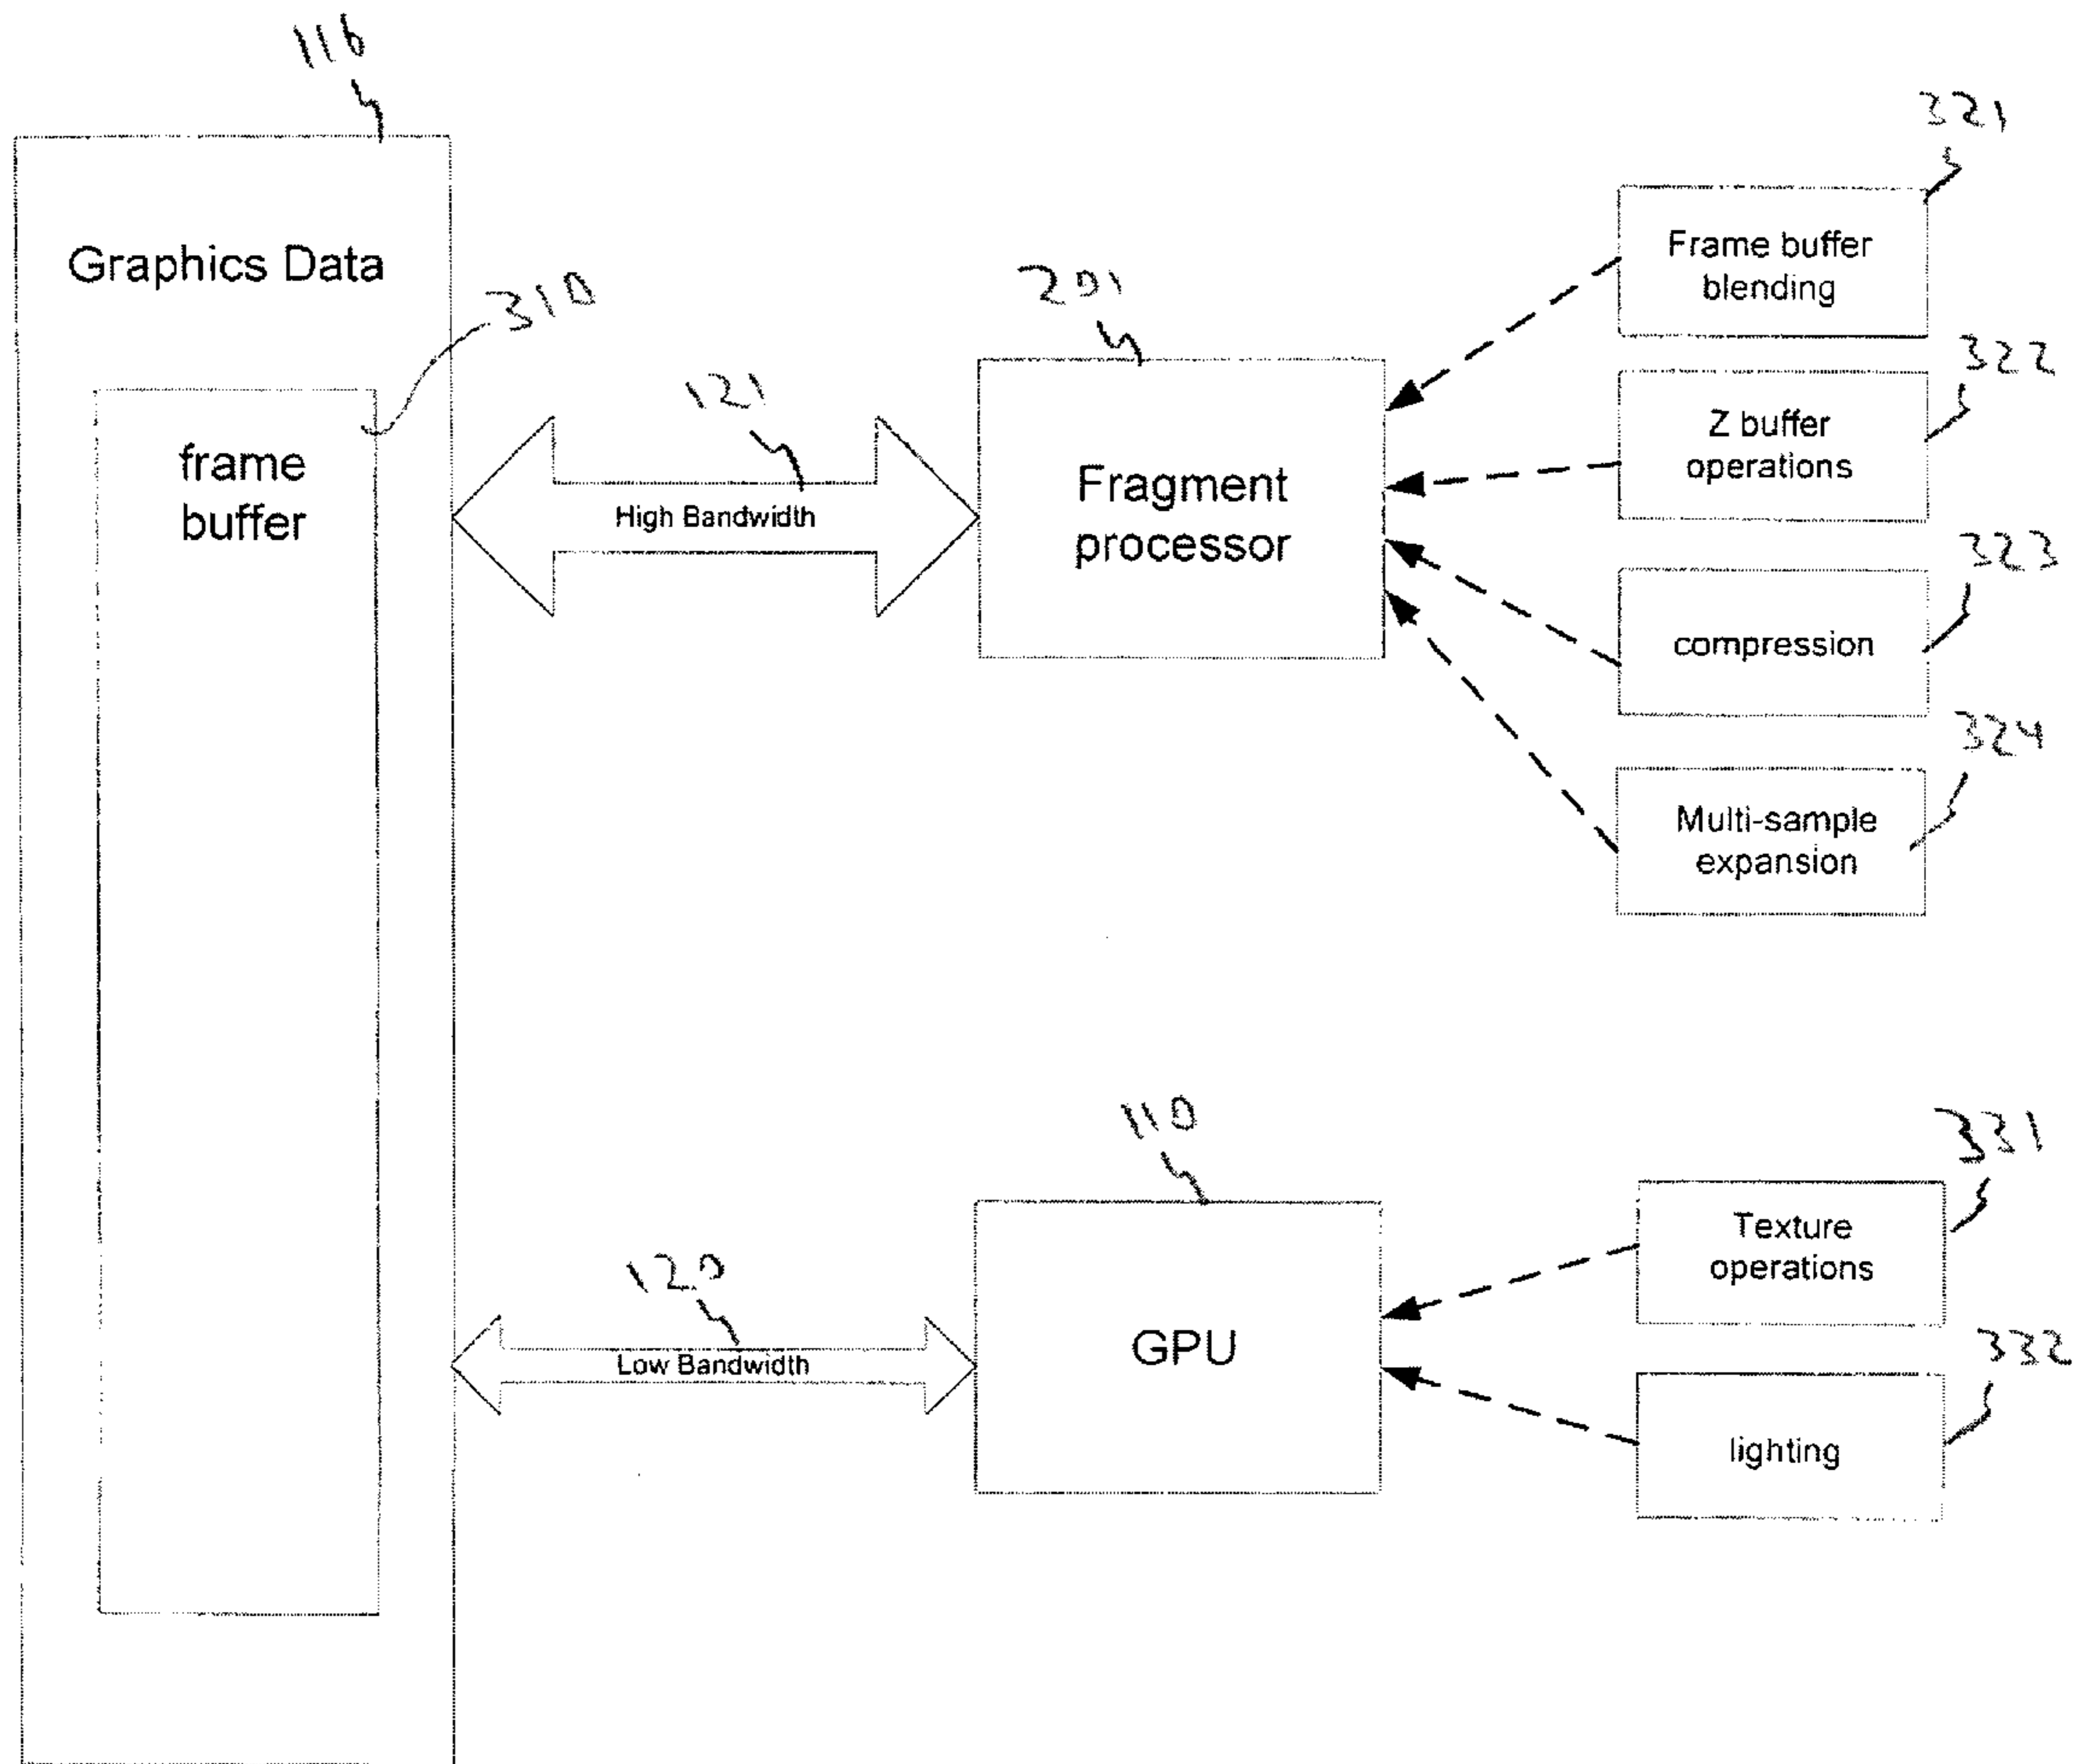 116
Graphics Data
310
frame
buffer
121
High Bandwidth
201
Fragment
processor
321
Frame buffer
blending
322
Z buffer
operations
323
compression
324
Multi-sample
expansion
120
Low Bandwidth
110
GPU
331
Texture
operations
332
lighting